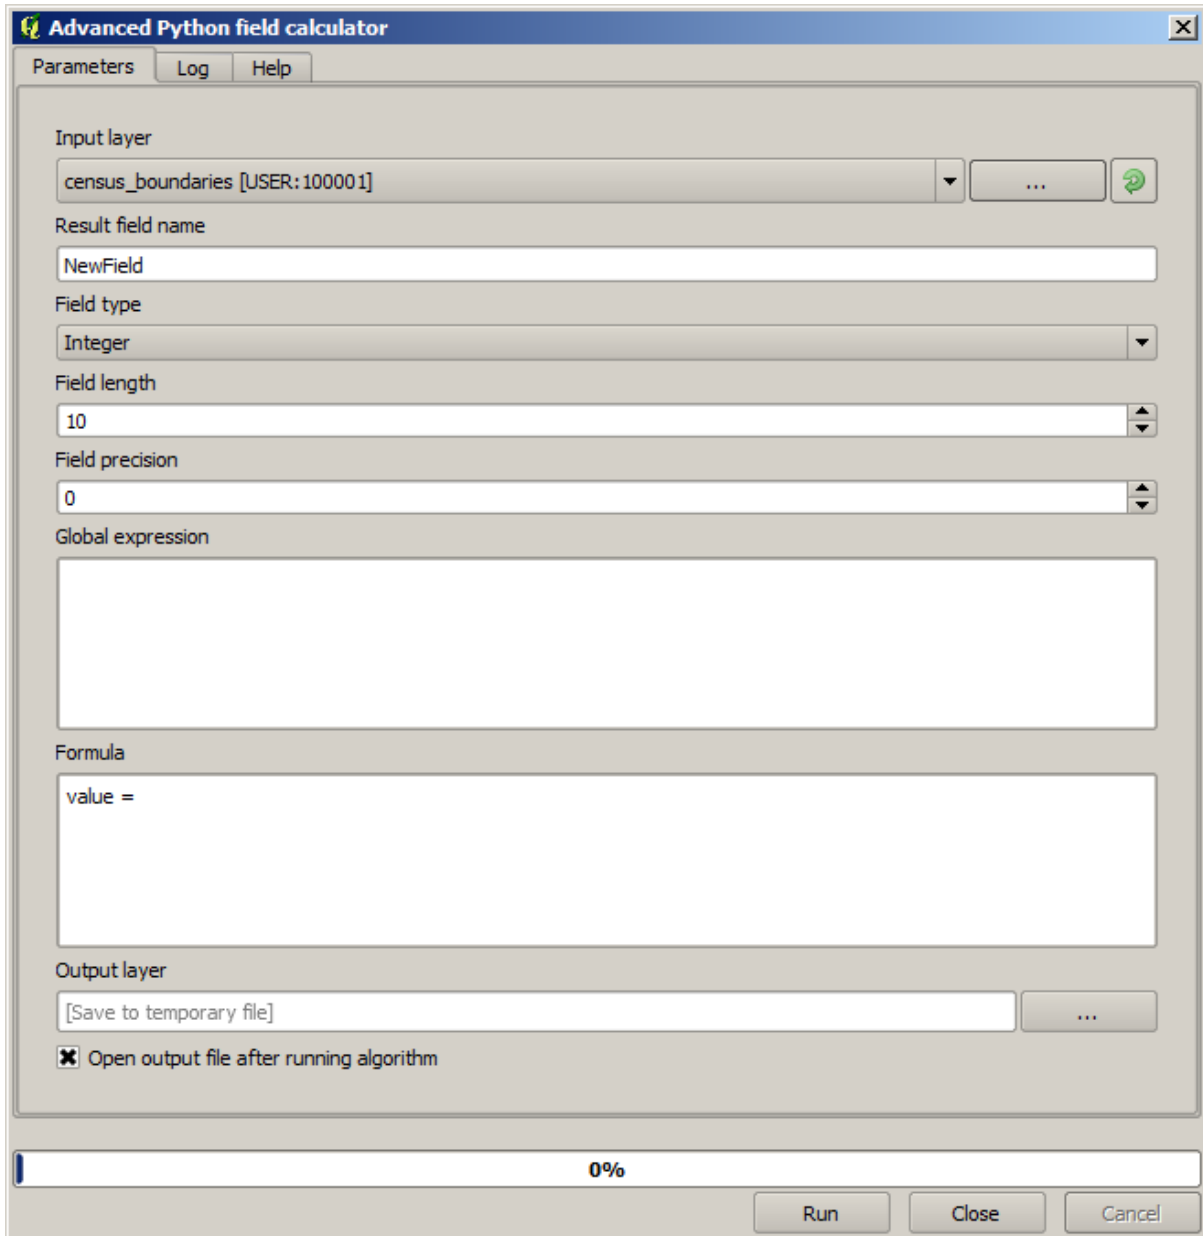 Advanced Python field calculator
Parameters Log Help
Input layer
census_boundaries [USER:100001] ...
Result field name
NewField
Field type
Integer
Field length
10
Field precision
0
Global expression
Formula
value =
Output layer
[Save to temporary file] ...
Open output file after running algorithm
0%
Run Close Cancel